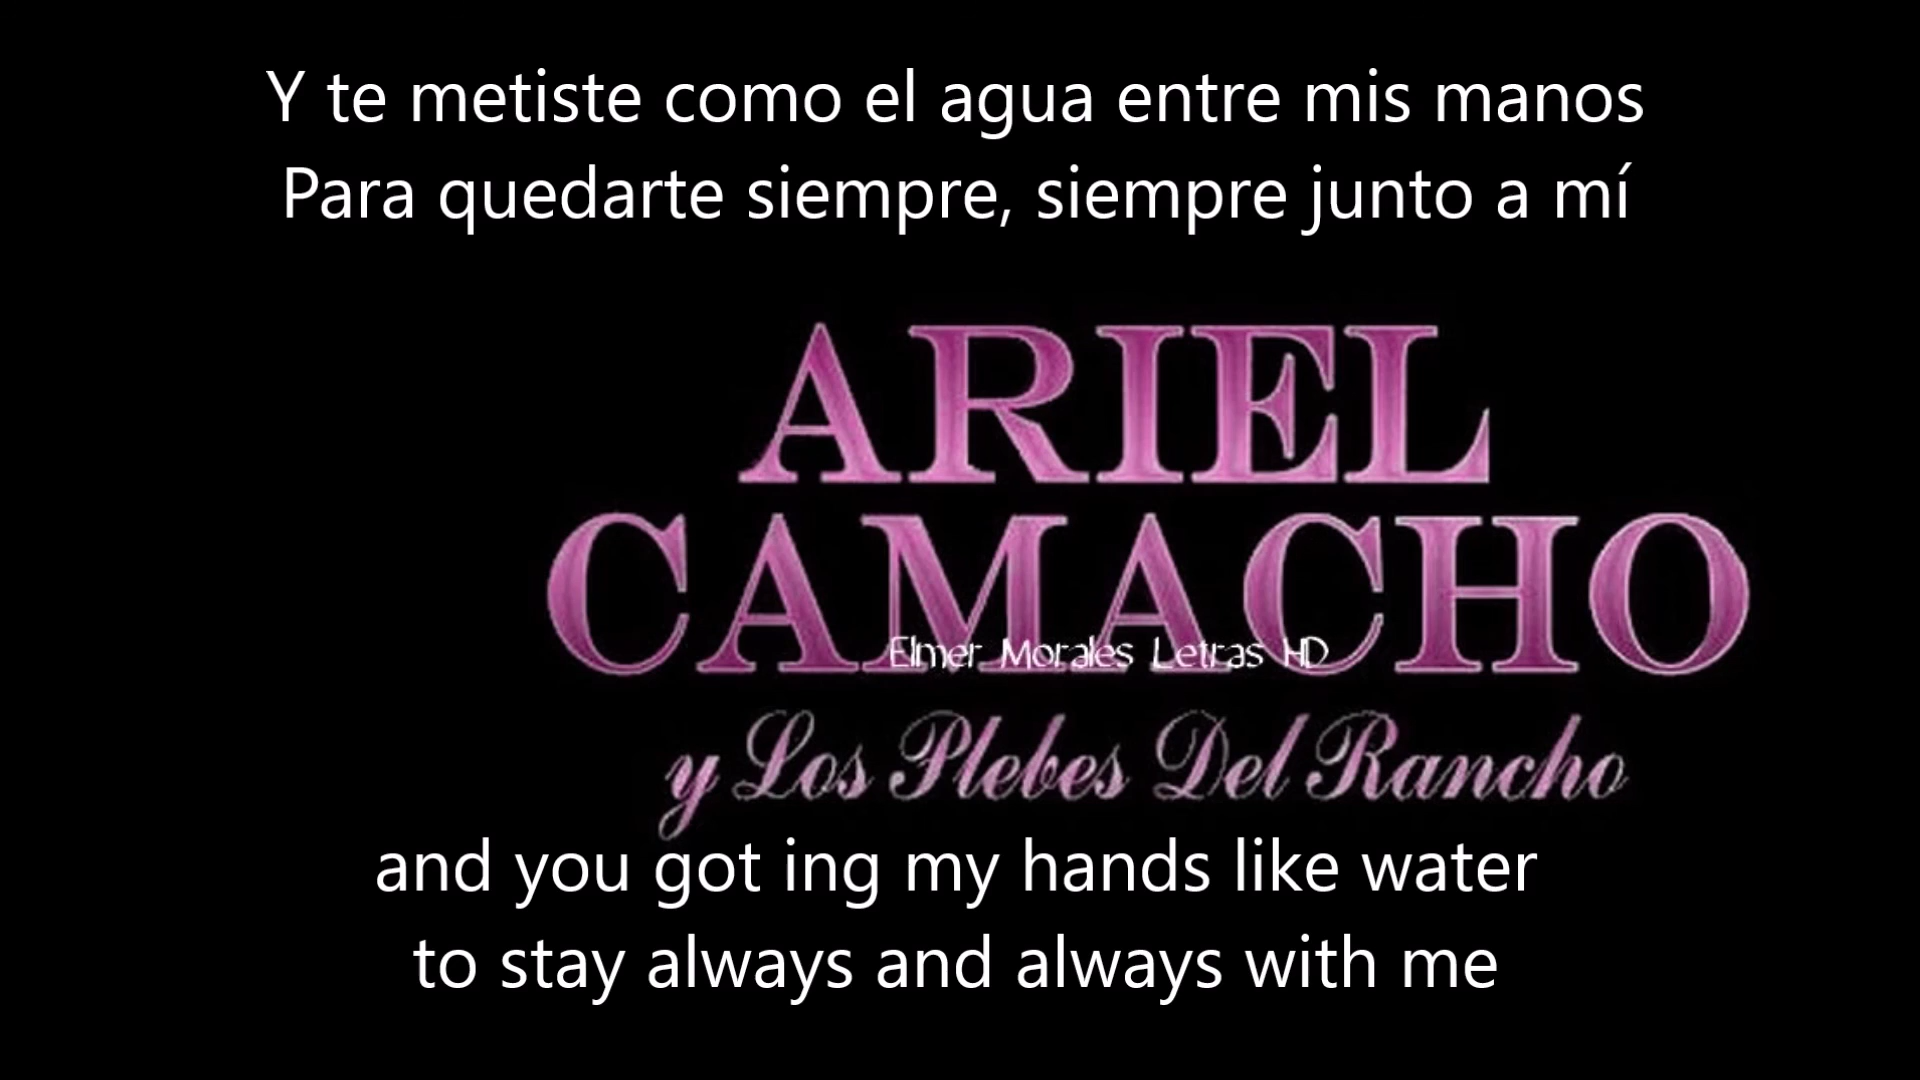 Y te metiste como el agua entre mis manos
Para quedarte siempre, siempre junto a mí
ARIEL
CAMACHO
Elmer Morales Letras HD
y Los Plebes Del Rancho
and you got ing my hands like water
to stay always and always with me